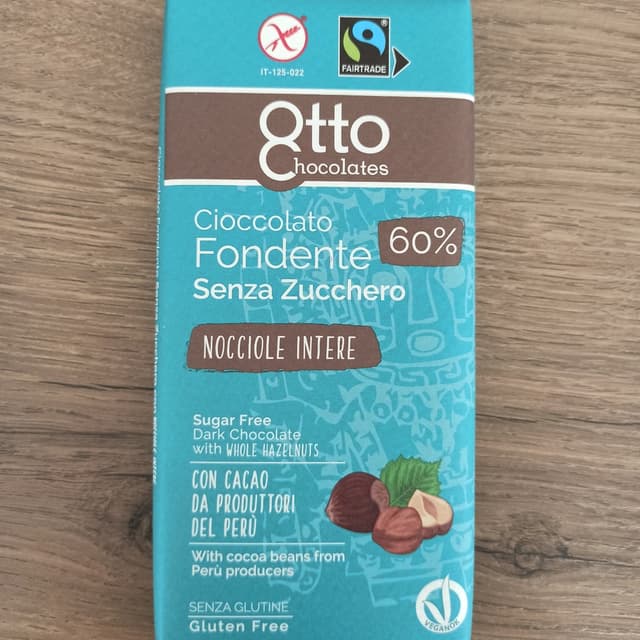 IT-125-022
FAIRTRADE
Otto
Chocolates
Cioccolato
Fondente
60%
Senza Zucchero
NOCCIOLE INTERE
Sugar Free
Dark Chocolate
with WHOLE HAZELNUTS
CON CACAO
DA PRODUTTORI
DEL PERÙ
With cocoa beans from
Perù producers
SENZA GLUTINE
Gluten Free
VEGANOK